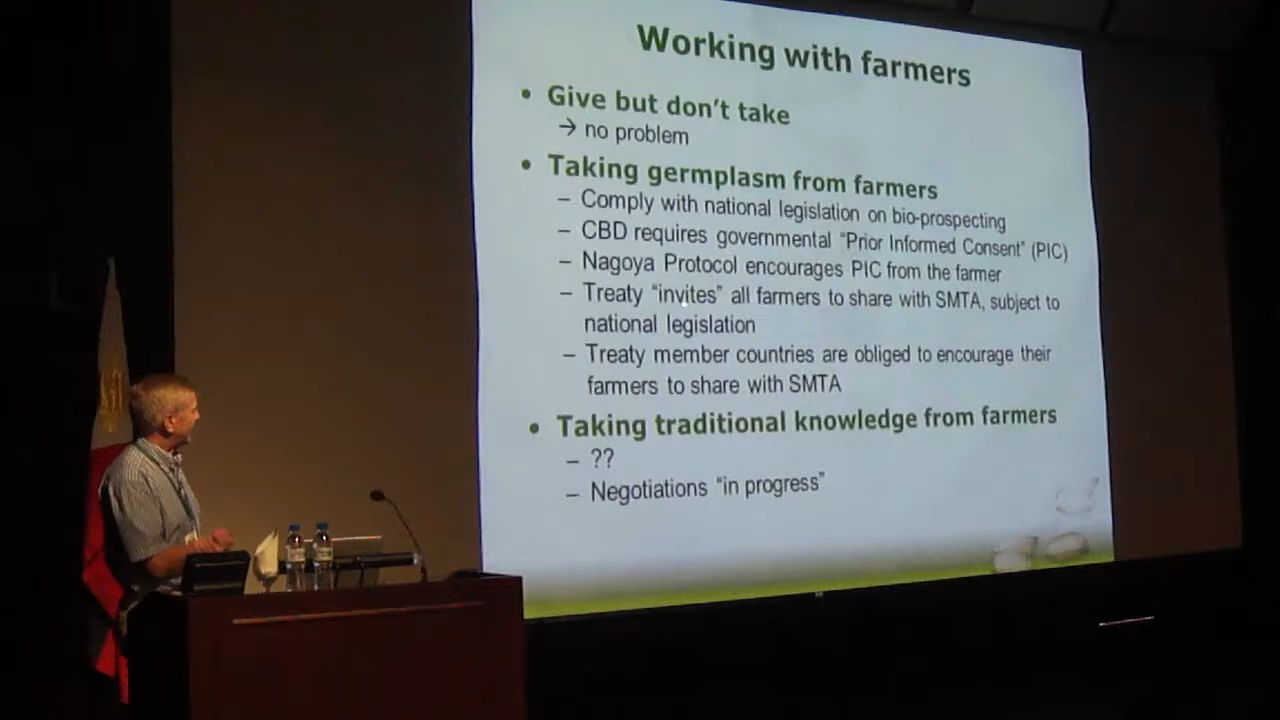 Working with farmers
• Give but don't take
→ no problem
• Taking germplasm from farmers
– Comply with national legislation on bio-prospecting
– CBD requires governmental “Prior Informed Consent” (PIC)
– Nagoya Protocol encourages PIC from the farmer
– Treaty “invites” all farmers to share with SMTA, subject to
national legislation
– Treaty member countries are obliged to encourage their
farmers to share with SMTA
• Taking traditional knowledge from farmers
– ??
– Negotiations “in progress”